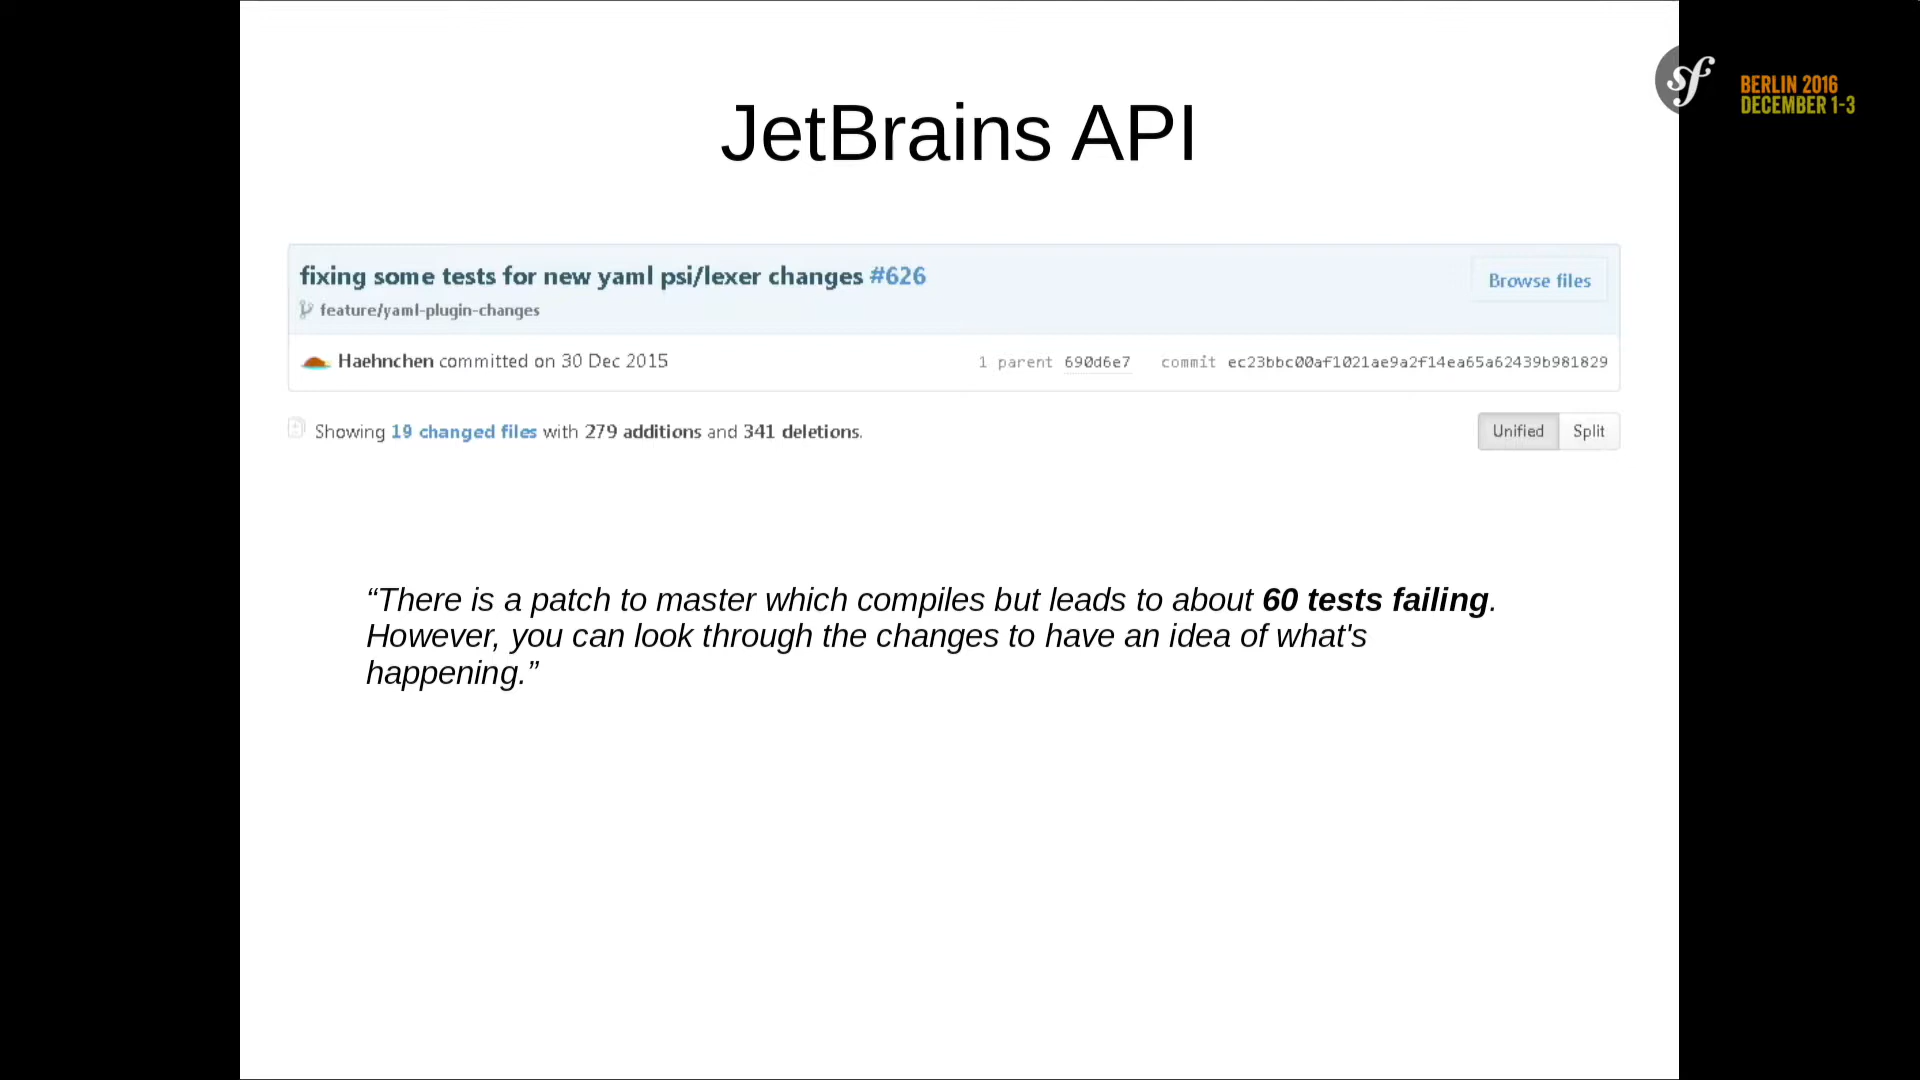 sf
BERLIN 2016
DECEMBER 1-3
JetBrains API
fixing some tests for new yaml psi/lexer changes #626
Browse files
feature/yaml-plugin-changes
Haehnchen committed on 30 Dec 2015
1 parent 690d6e7 commit ec23bbc00af1021ae9a2f14ea65a62439b981829
Showing 19 changed files with 279 additions and 341 deletions.
Unified Split
“There is a patch to master which compiles but leads to about 60 tests failing.
However, you can look through the changes to have an idea of what's
happening.”